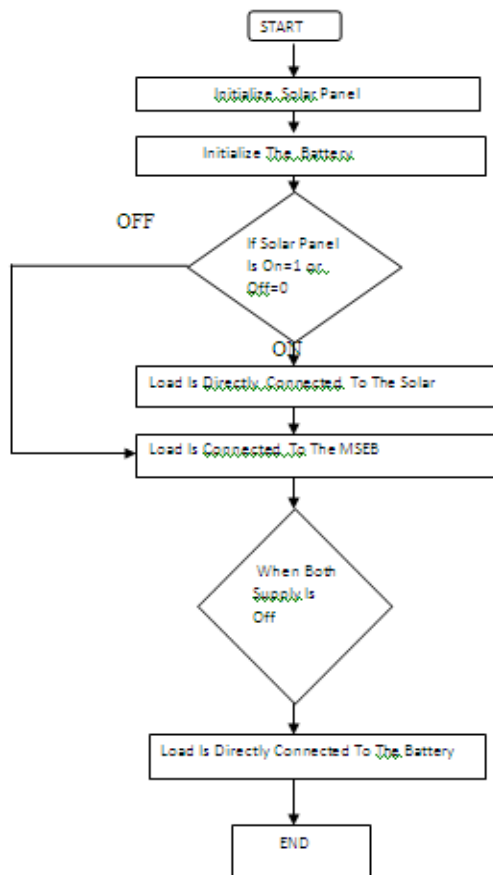 START
Initialize Solar Panel
Initialize The Battery
OFF
If Solar Panel
Is On=1 or
Off=0
ON
Load Is Directly Connected To The Solar
Load Is Connected To The MSEB
When Both
Supply Is
Off
Load Is Directly Connected To The Battery
END